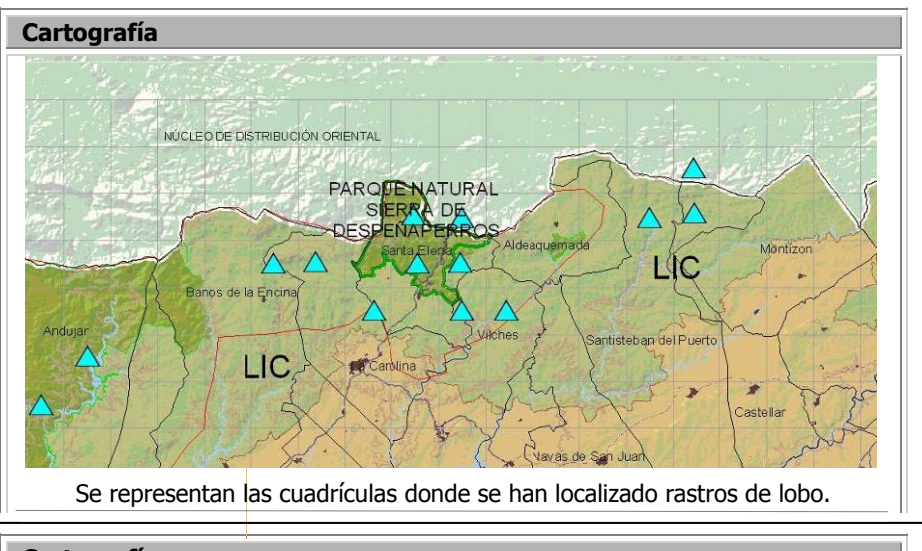 Cartografía
NÚCLEO DE DISTRIBUCIÓN ORIENTAL
PARQUE NATURAL
SIERRA DE
DESPEÑAPERROS
Santa Elena
Aldeaquemada
Montizon
LIC
Banos de la Encina
Andujar
Vilches
Santisteban del Puerto
LIC
La Carolina
Castellar
Navas de San Juan
Se representan las cuadrículas donde se han localizado rastros de lobo.